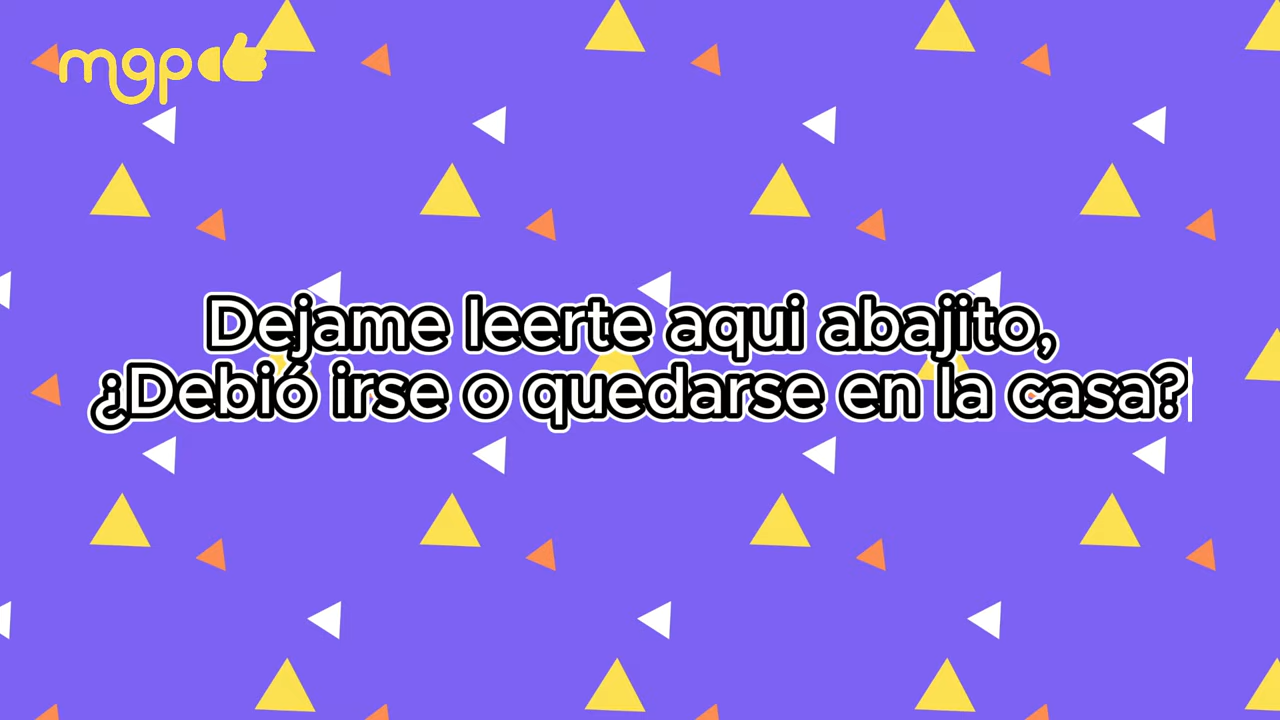 mgp
Dejame leerte aqui abajito,
¿Debió irse o quedarse en la casa?